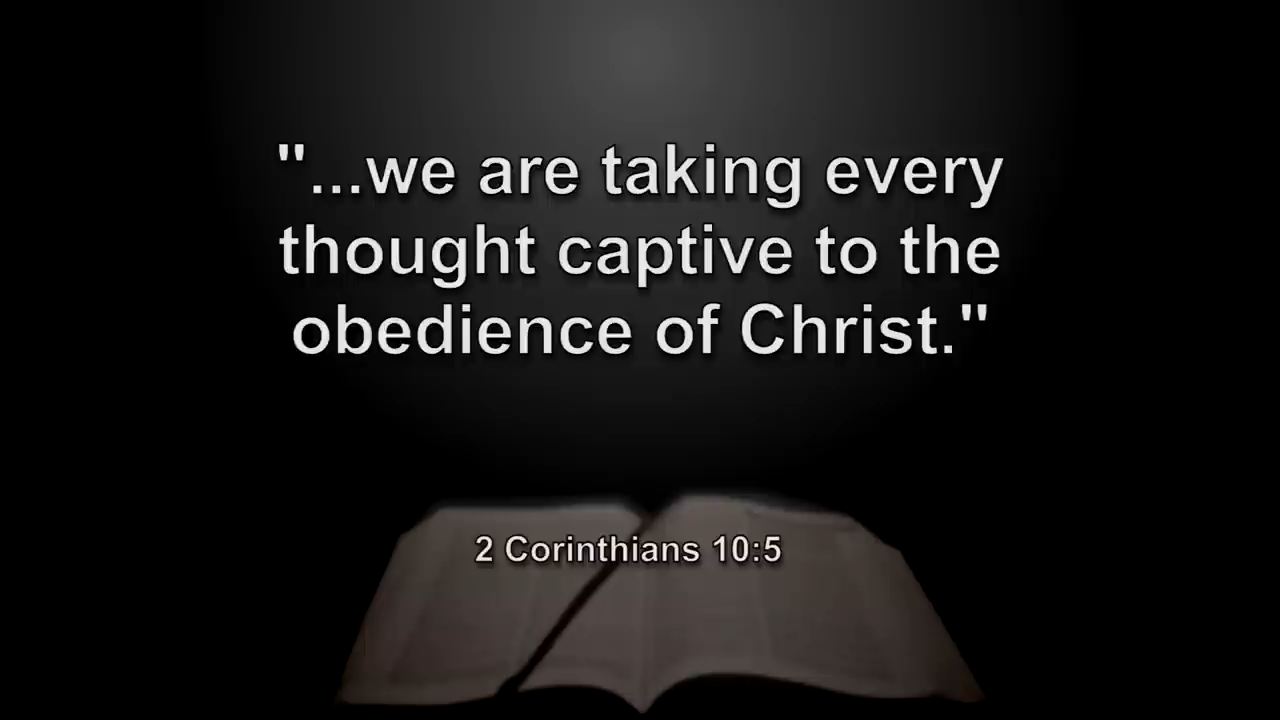 "...we are taking every
thought captive to the
obedience of Christ."
2 Corinthians 10:5